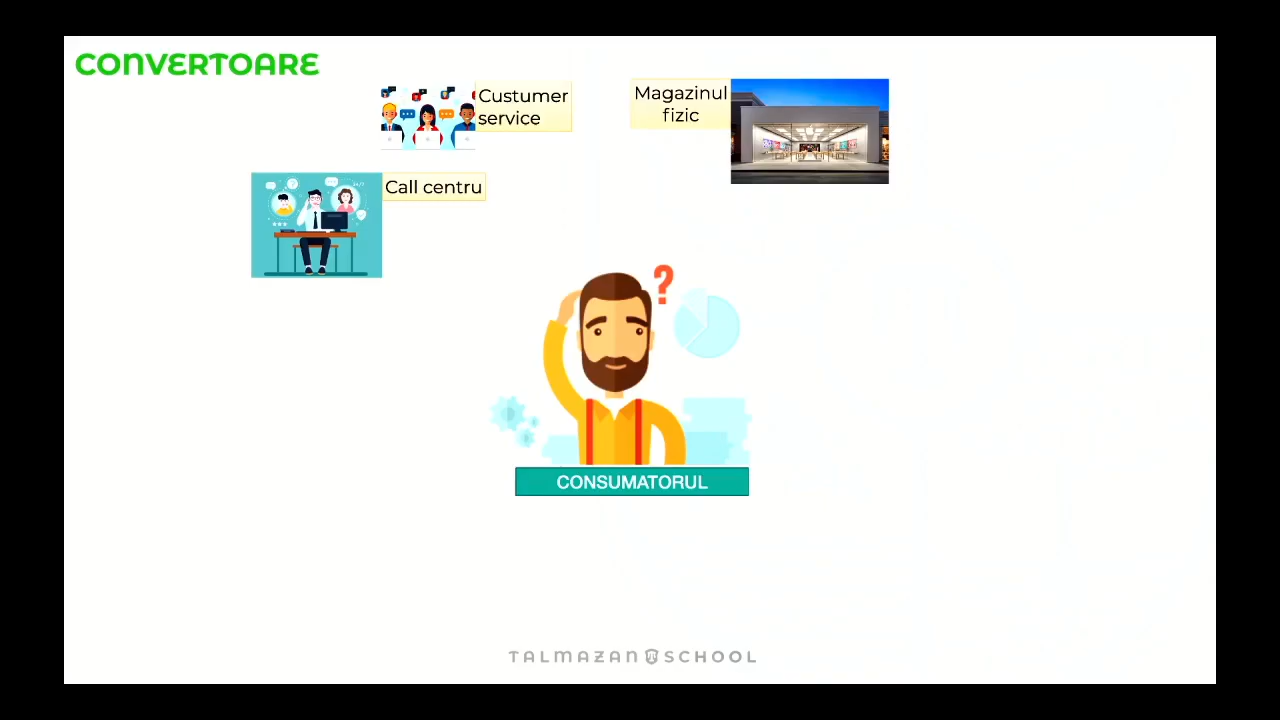 CONVERTOARE
Custumer
service
Magazinul
fizic
Call centru
?
CONSUMATORUL
TALMAZAN SCHOOL